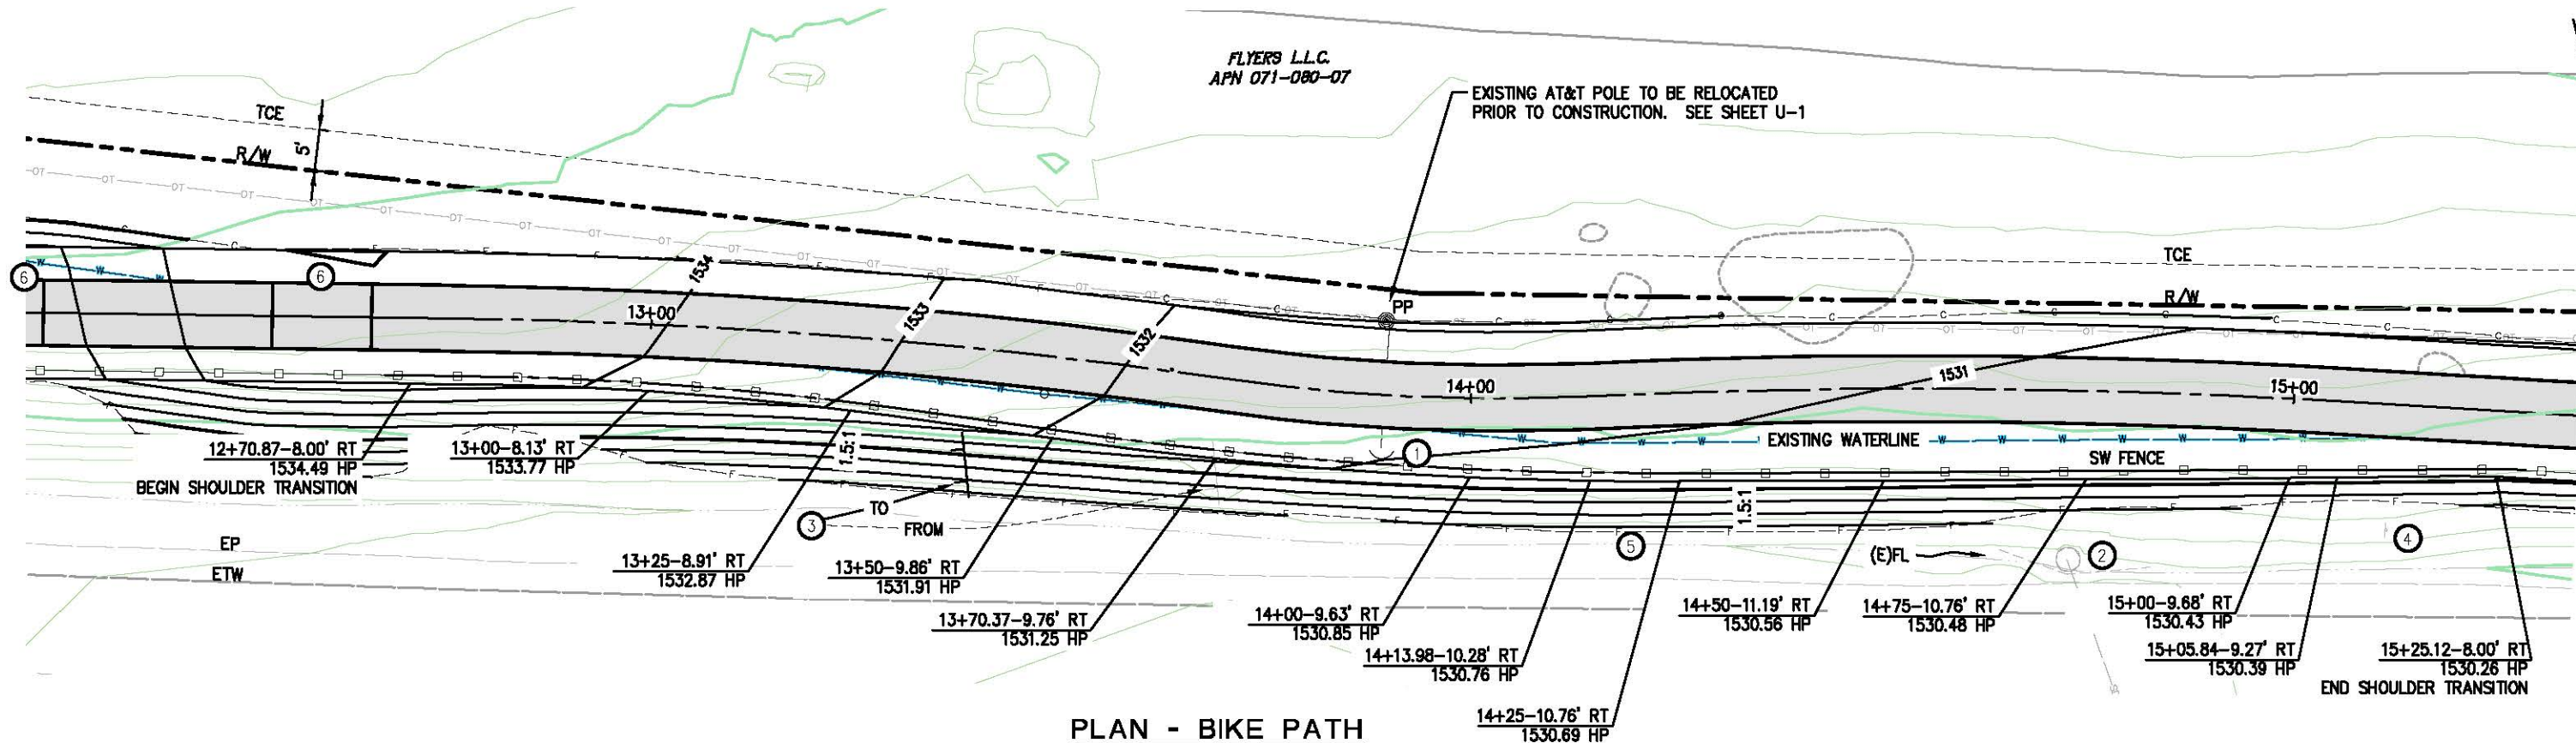 FLYERS L.L.C.
APN 071-080-07
EXISTING AT&T POLE TO BE RELOCATED
PRIOR TO CONSTRUCTION. SEE SHEET U-1
TCE
R/W
5'
TCE
R/W
PP
6
6
1534
1533
1532
1531
13+00
14+00
15+00
EXISTING WATERLINE
SW FENCE
1.5:1
1.5:1
1
12+70.87-8.00' RT
1534.49 HP
BEGIN SHOULDER TRANSITION
13+00-8.13' RT
1533.77 HP
3
TO
FROM
5
(E)FL
2
4
EP
ETW
13+25-8.91' RT
1532.87 HP
13+50-9.86' RT
1531.91 HP
13+70.37-9.76' RT
1531.25 HP
14+00-9.63' RT
1530.85 HP
14+13.98-10.28' RT
1530.76 HP
14+25-10.76' RT
1530.69 HP
14+50-11.19' RT
1530.56 HP
14+75-10.76' RT
1530.48 HP
15+00-9.68' RT
1530.43 HP
15+05.84-9.27' RT
1530.39 HP
15+25.12-8.00' RT
1530.26 HP
END SHOULDER TRANSITION
PLAN - BIKE PATH